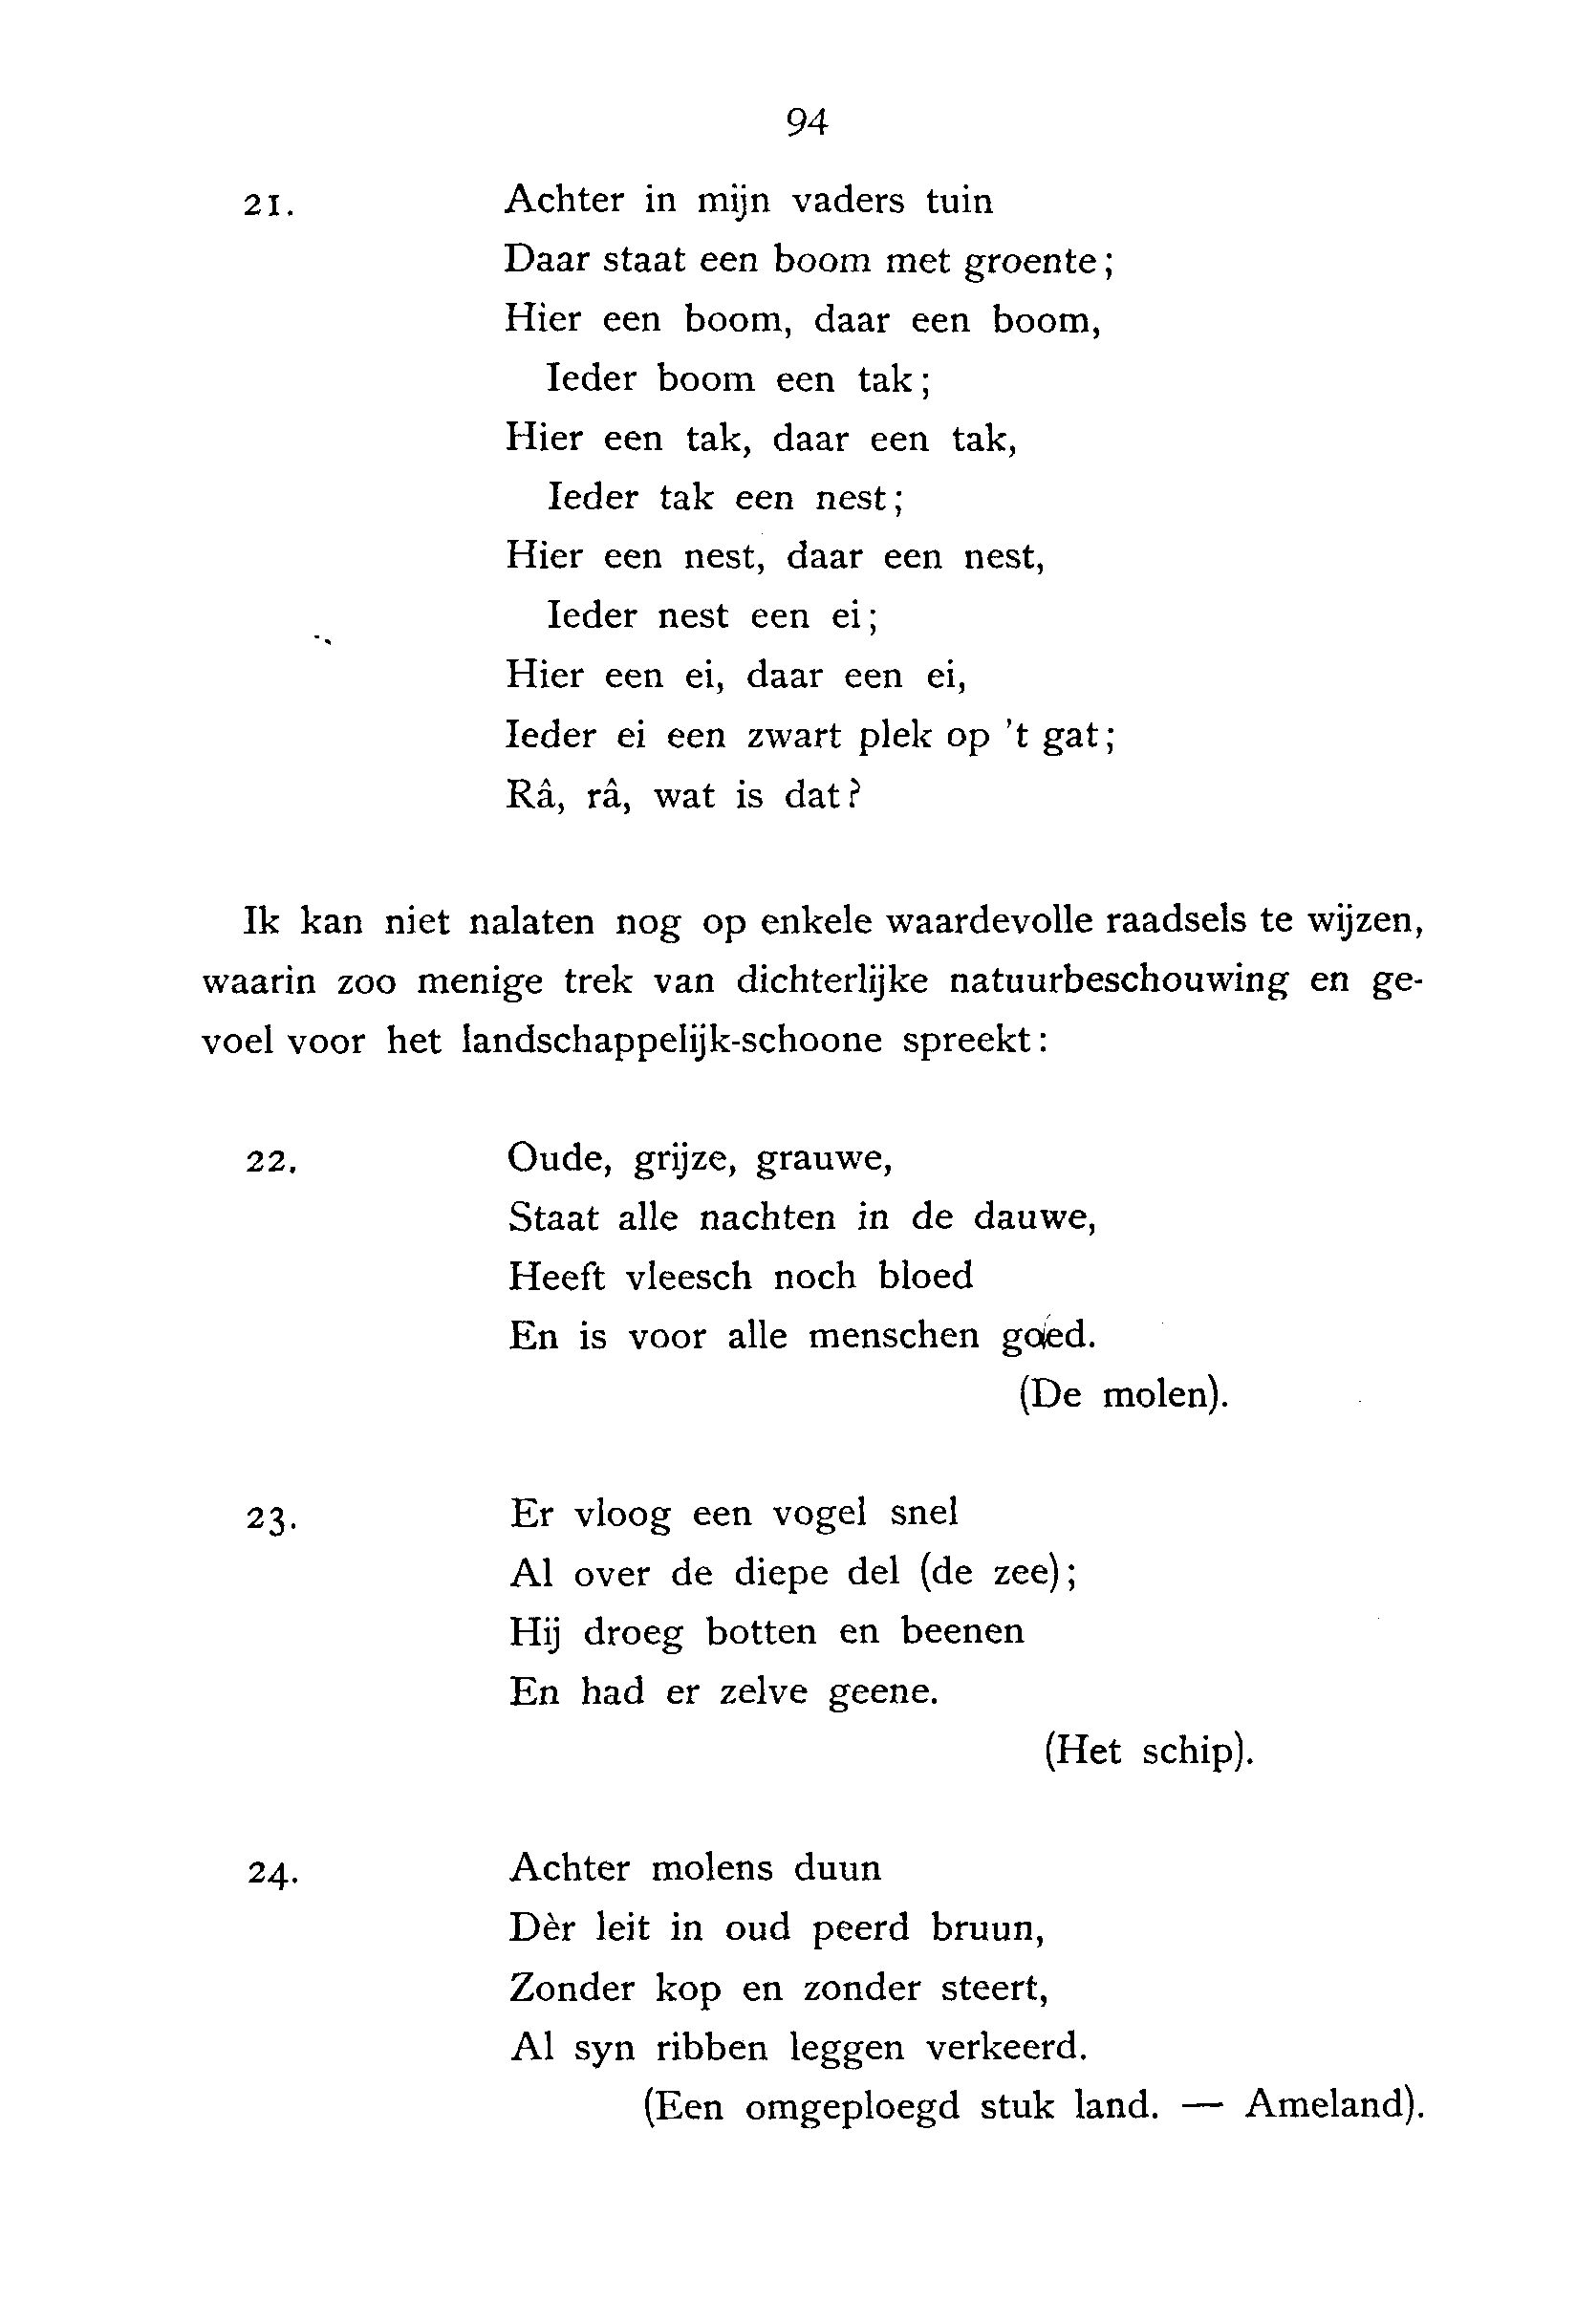 94
21. Achter in mijn vaders tuin
Daar staat een boom met groente;
Hier een boom, daar een boom,
Ieder boom een tak;
Hier een tak, daar een tak,
Ieder tak een nest;
Hier een nest, daar een nest,
Ieder nest een ei;
Hier een ei, daar een ei,
Ieder ei een zwart plek op 't gat;
Râ, râ, wat is dat?
Ik kan niet nalaten nog op enkele waardevolle raadsels te wijzen,
waarin zoo menige trek van dichterlijke natuurbeschouwing en ge-
voel voor het landschappelijk-schoone spreekt:
22. Oude, grijze, grauwe,
Staat alle nachten in de dauwe,
Heeft vleesch noch bloed
En is voor alle menschen goed.
(De molen).
23. Er vloog een vogel snel
Al over de diepe del (de zee);
Hij droeg botten en beenen
En had er zelve geene.
(Het schip).
24. Achter molens duun
Dèr leit in oud peerd bruun,
Zonder kop en zonder steert,
Al syn ribben leggen verkeerd.
(Een omgeploegd stuk land. — Ameland).